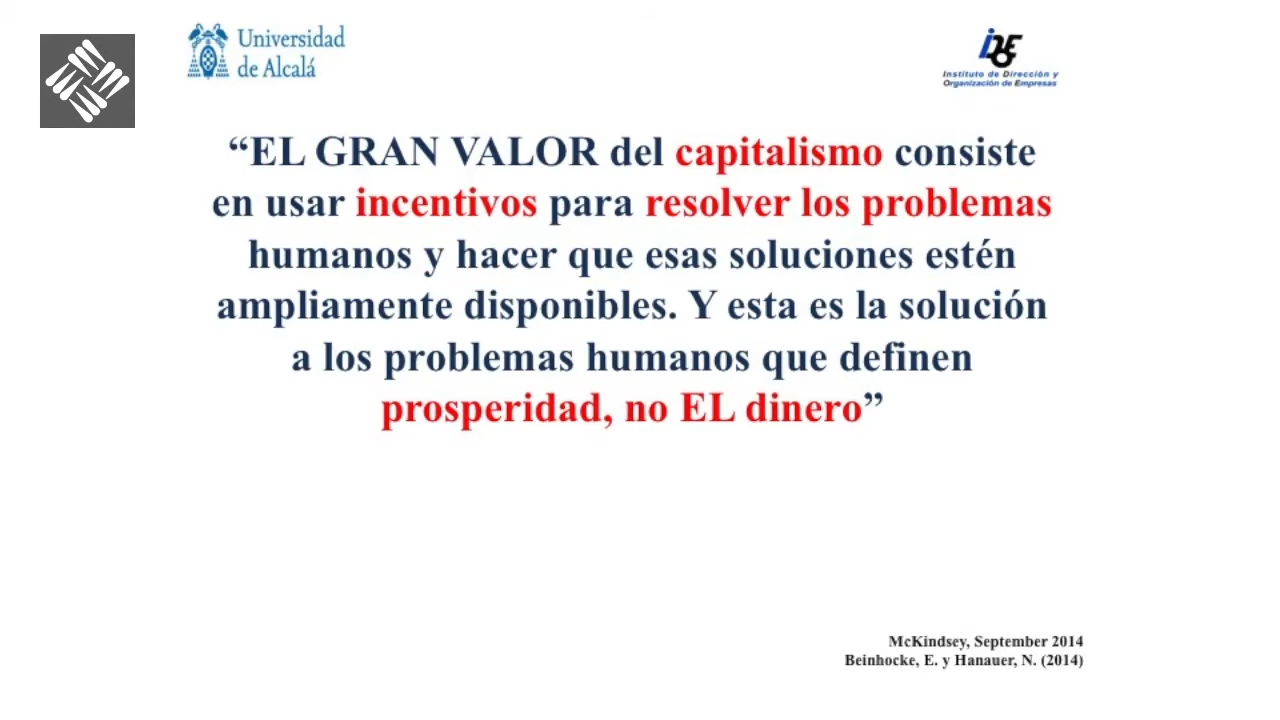 Universidad
de Alcalá
IDOE
Instituto de Dirección y
Organización de Empresas
“EL GRAN VALOR del capitalismo consiste
en usar incentivos para resolver los problemas
humanos y hacer que esas soluciones estén
ampliamente disponibles. Y esta es la solución
a los problemas humanos que definen
prosperidad, no EL dinero”
McKindsey, September 2014
Beinhocke, E. y Hanauer, N. (2014)